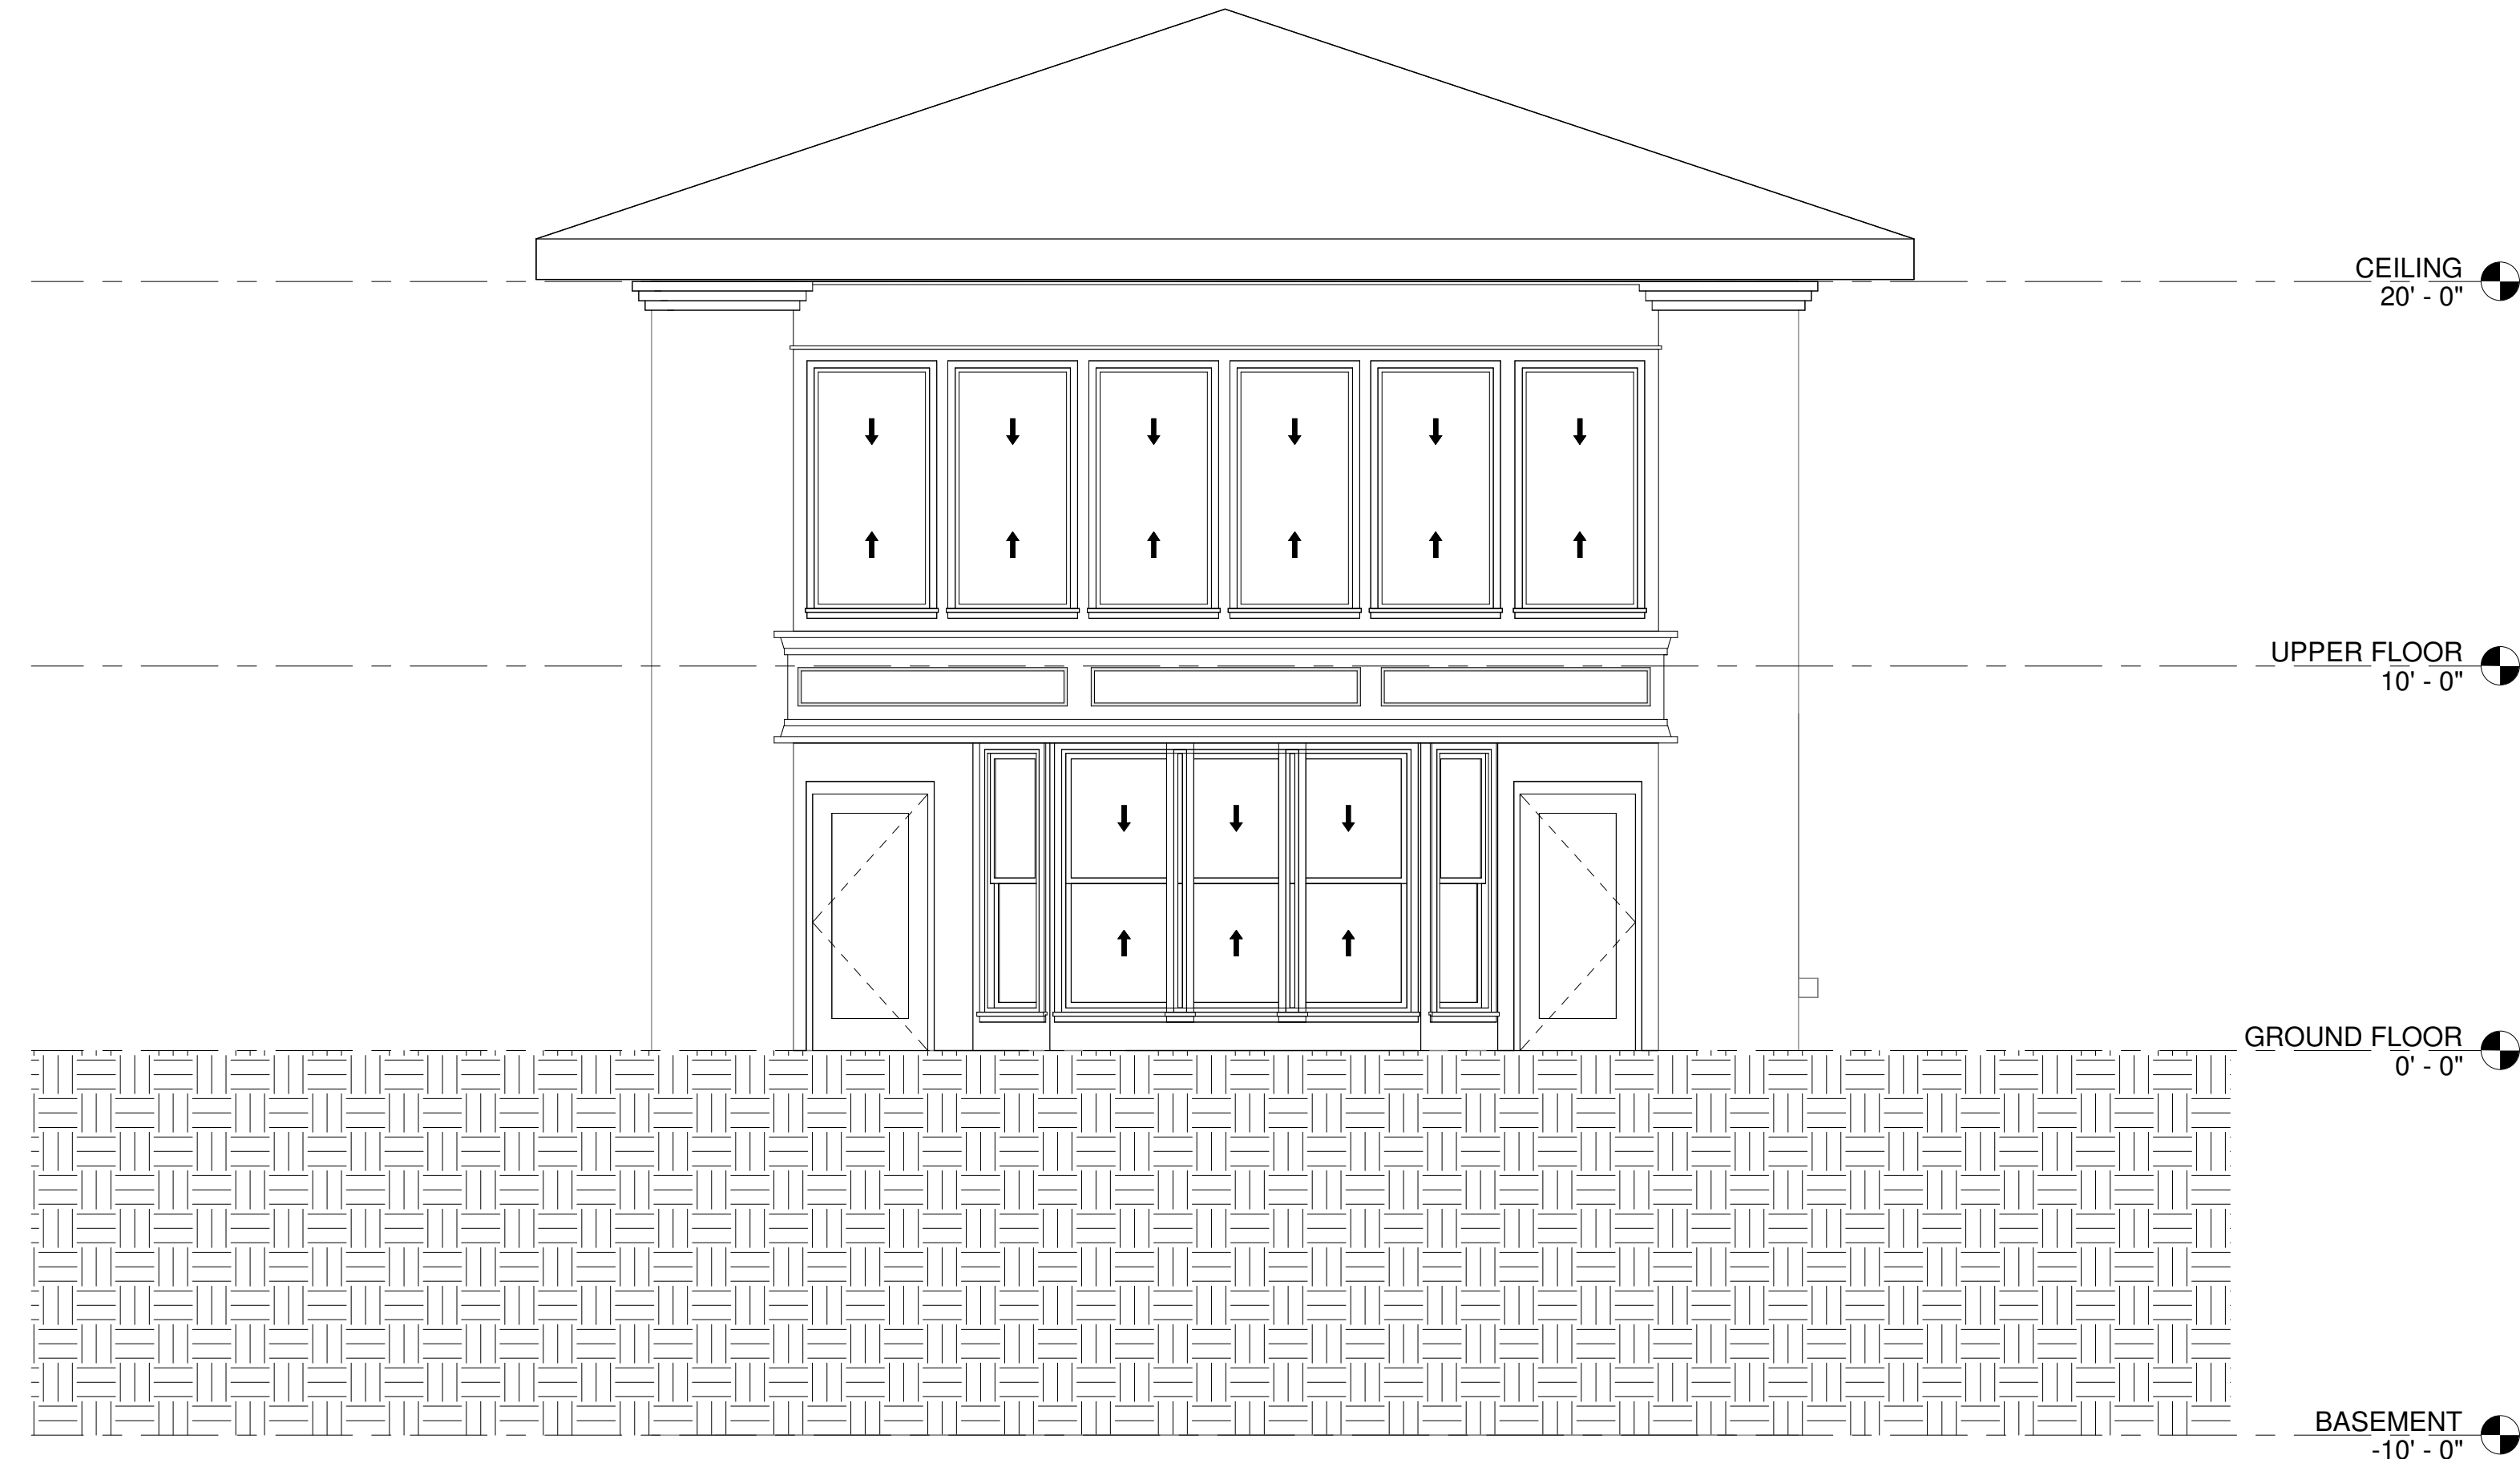 CEILING
20' - 0"
UPPER FLOOR
10' - 0"
GROUND FLOOR
0' - 0"
BASEMENT
-10' - 0"